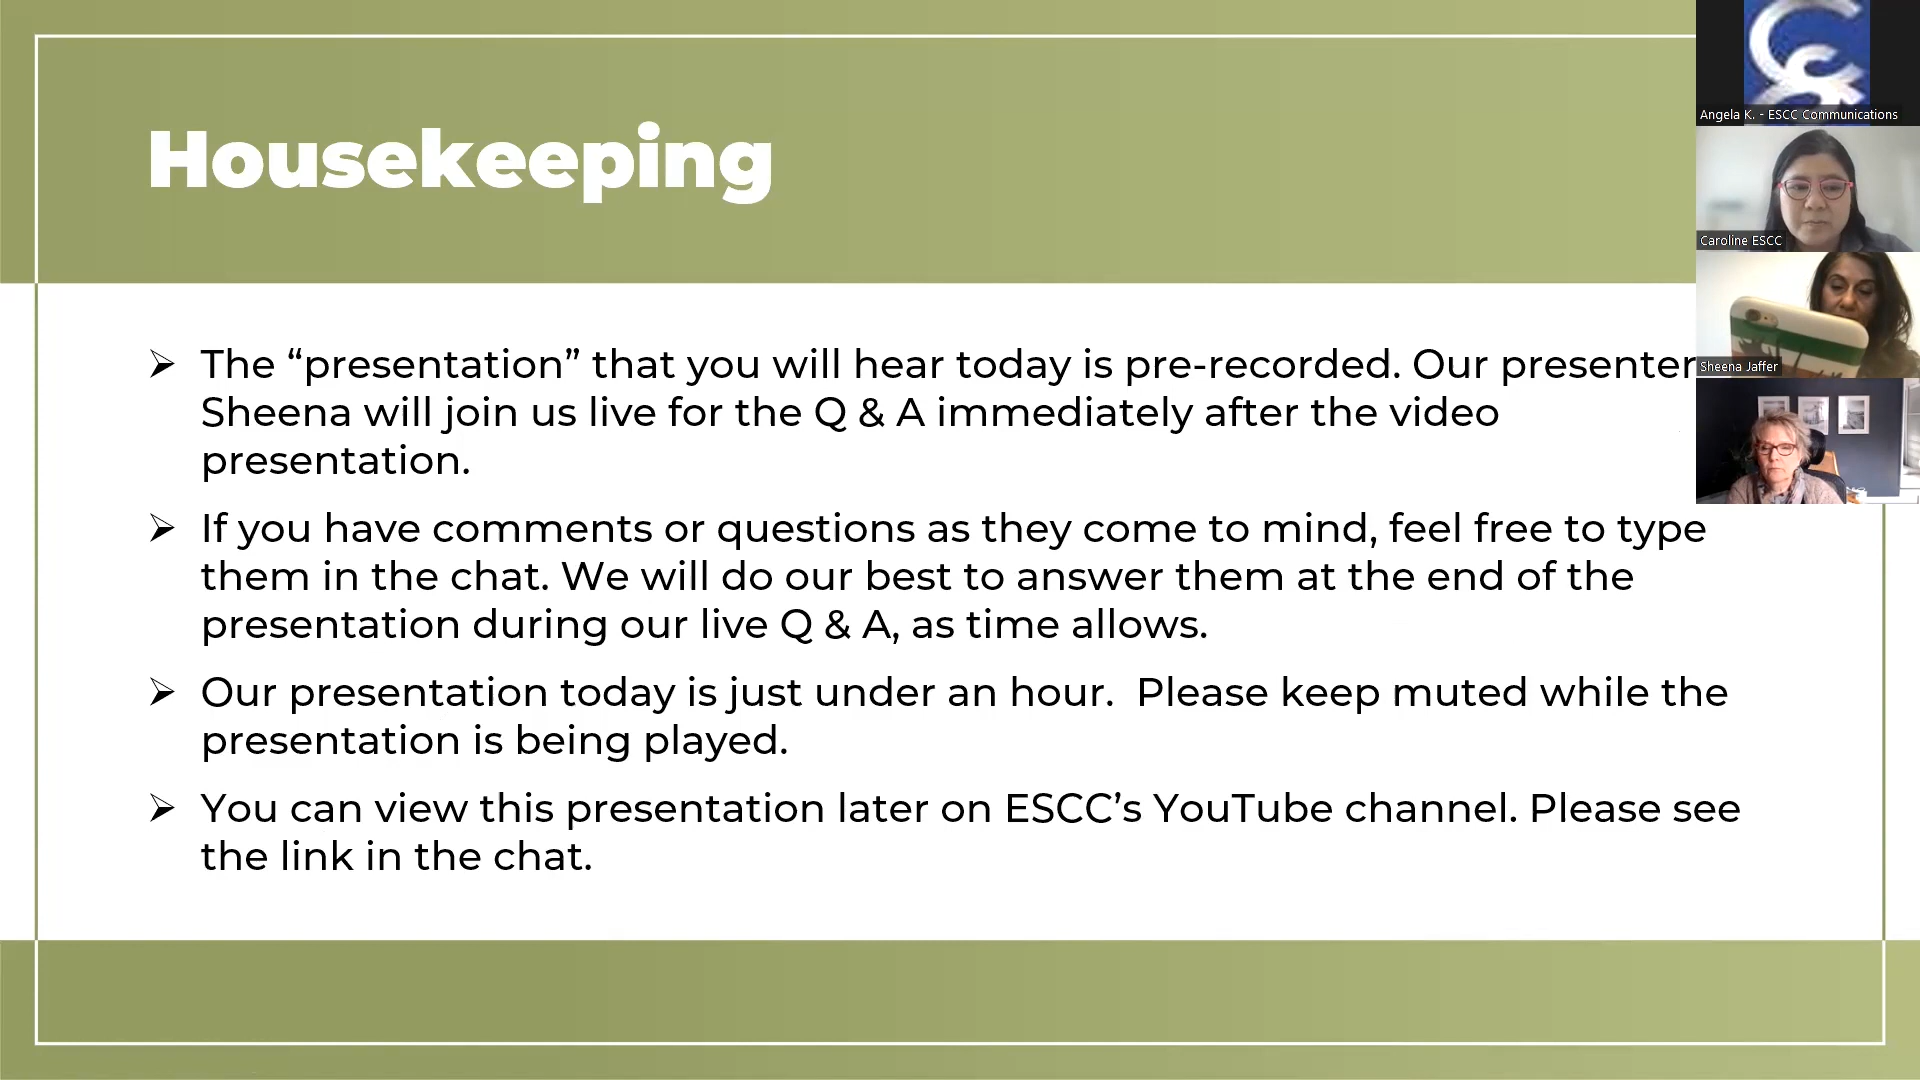 Housekeeping
The “presentation” that you will hear today is pre-recorded. Our presenter
Sheena will join us live for the Q & A immediately after the video
presentation.
If you have comments or questions as they come to mind, feel free to type
them in the chat. We will do our best to answer them at the end of the
presentation during our live Q & A, as time allows.
Our presentation today is just under an hour.  Please keep muted while the
presentation is being played.
You can view this presentation later on ESCC’s YouTube channel. Please see
the link in the chat.
Angela K. - ESCC Communications
Caroline ESCC
Sheena Jaffer